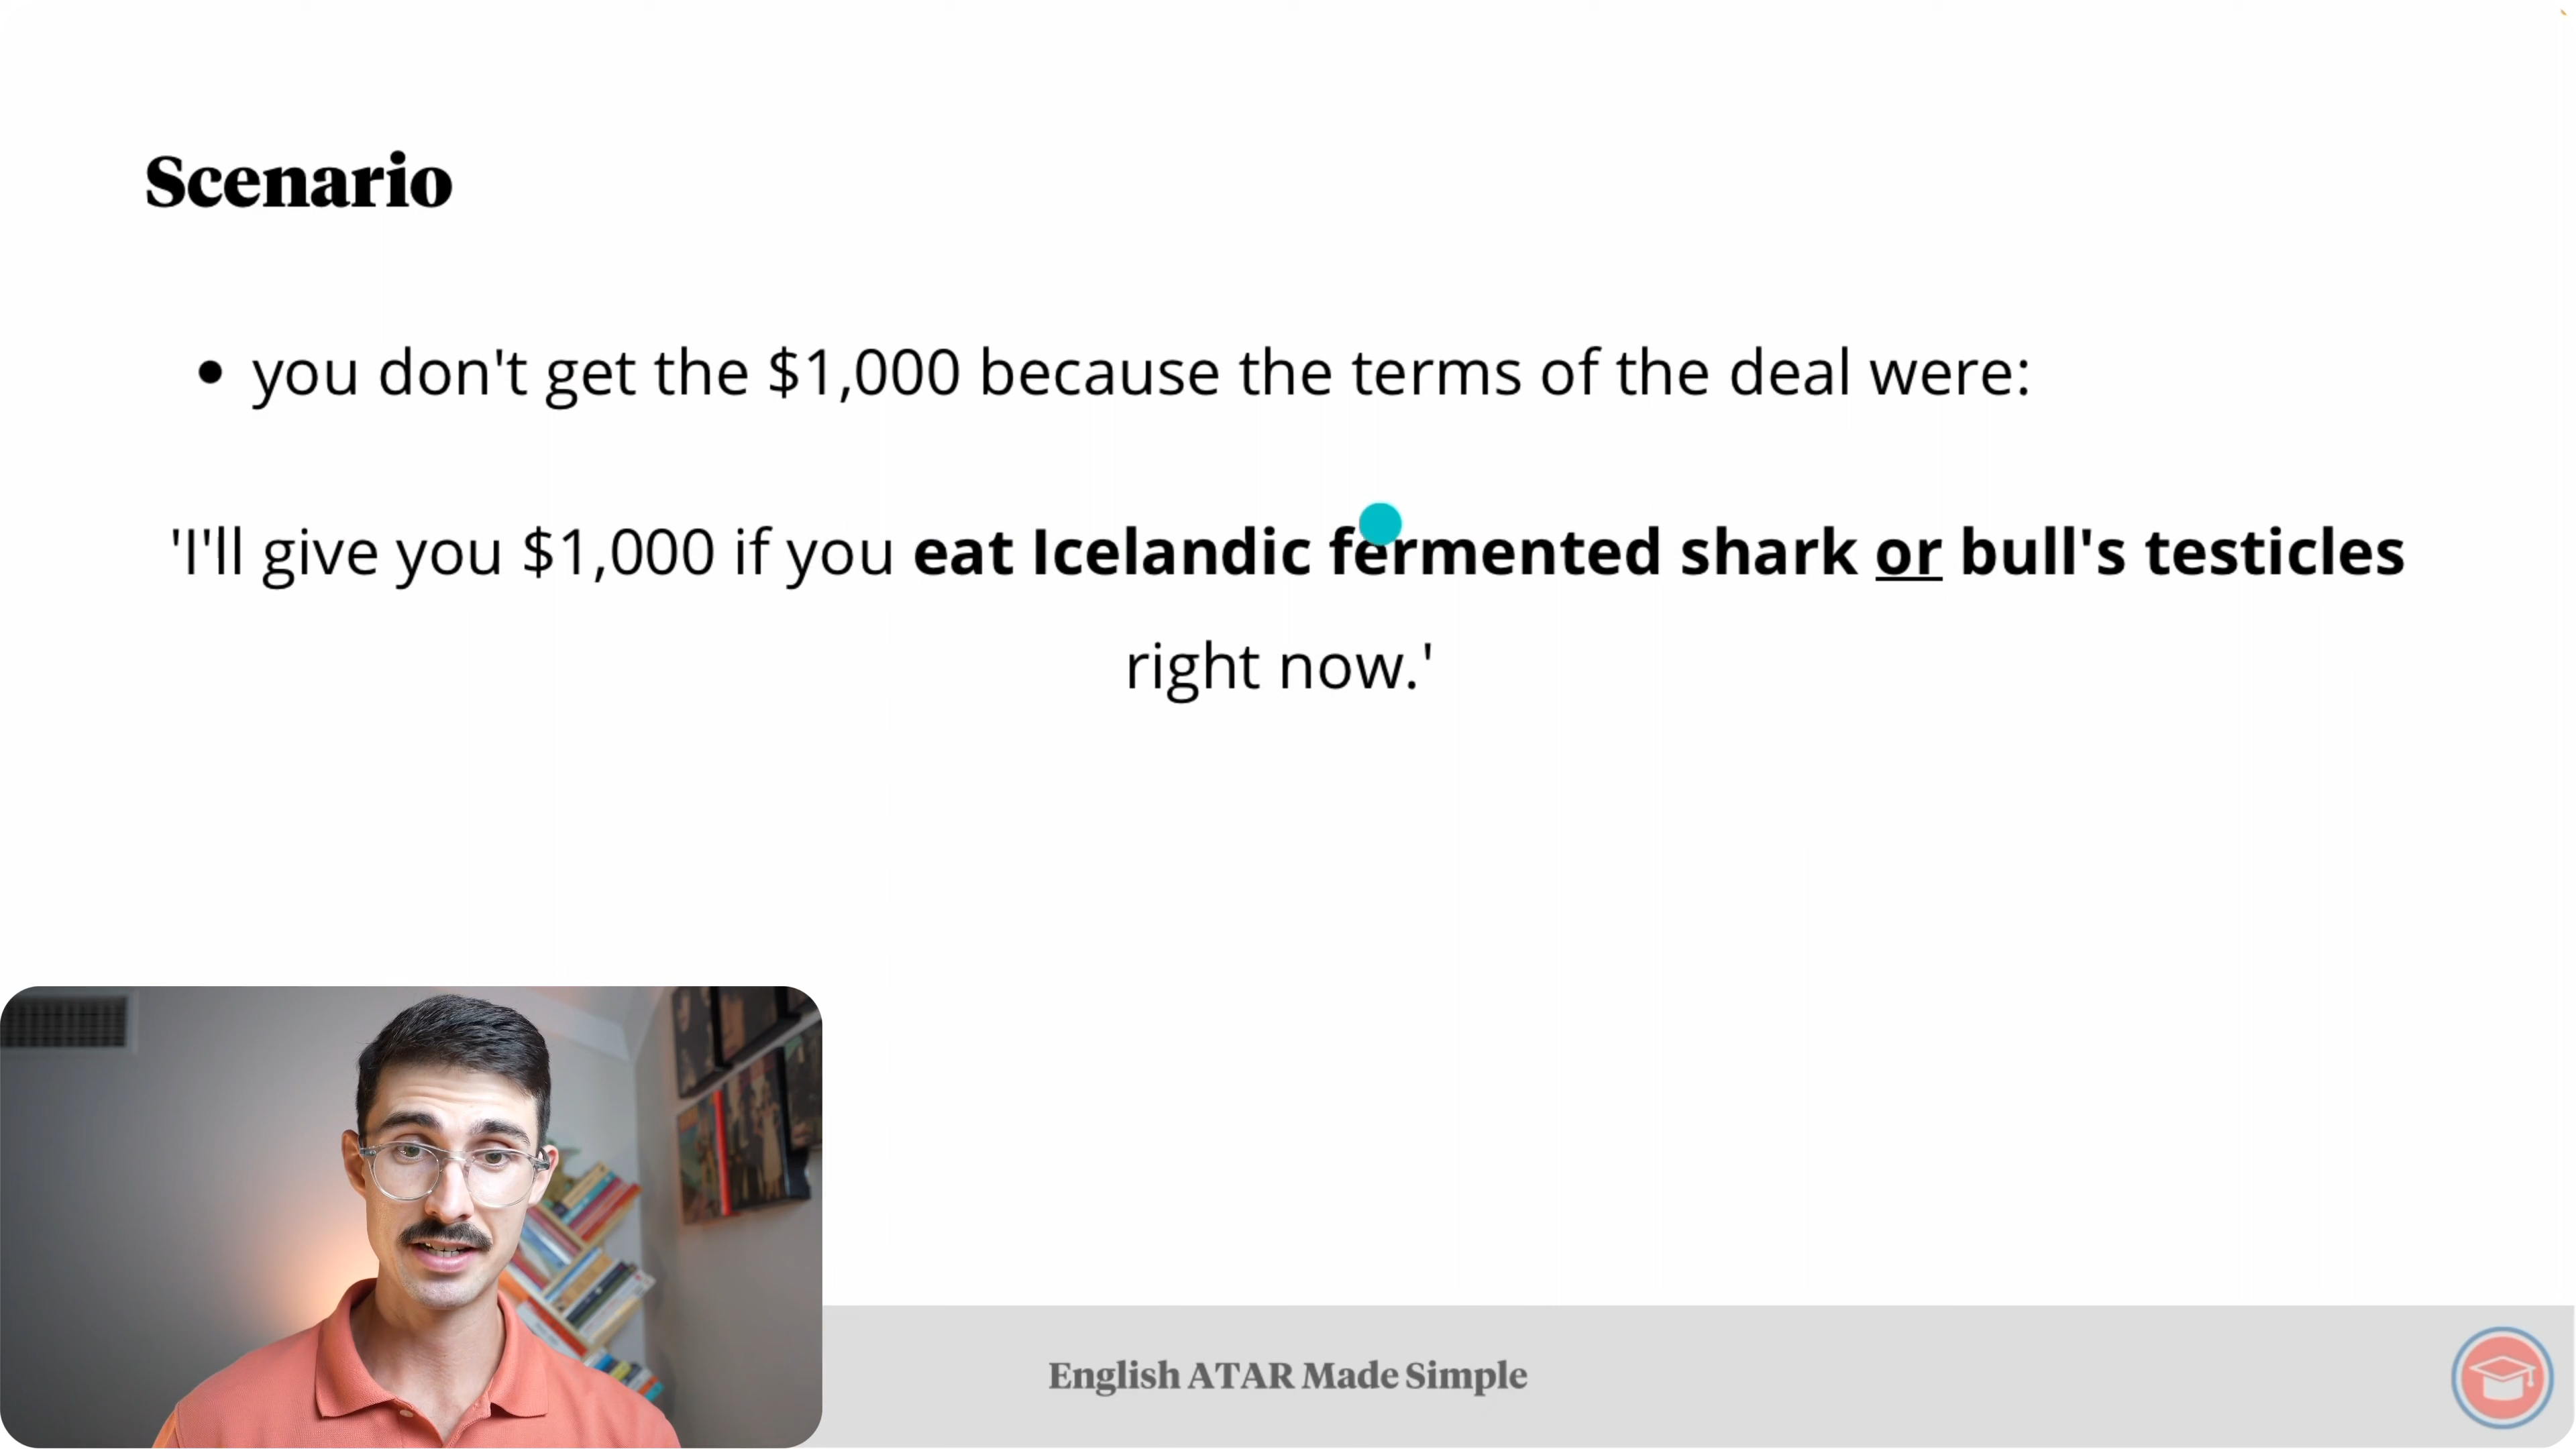 Scenario
• you don't get the $1,000 because the terms of the deal were:
'I'll give you $1,000 if you eat Icelandic fermented shark or bull's testicles
right now.'
English ATAR Made Simple